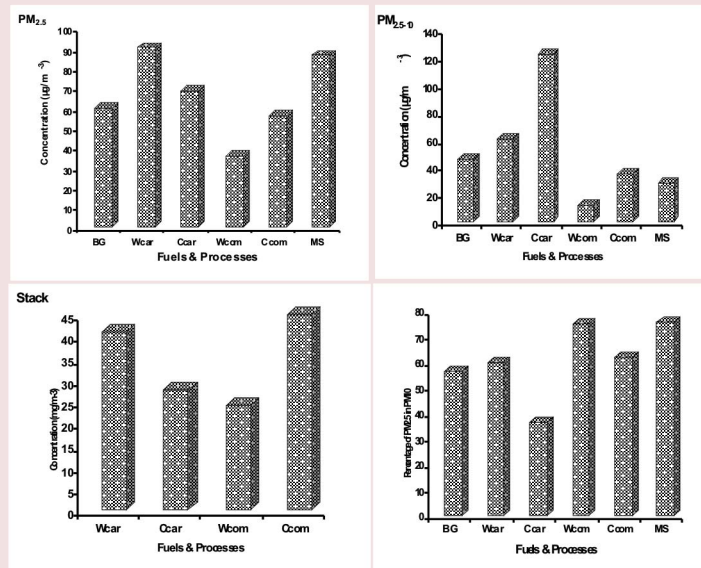 PM2.5
Concentration (µg/m -3)
100
90
80
70
60
50
40
30
20
10
0
BG Wcar Ccar Wcom Ccom MS
Fuels & Processes
PM2.5-10
Concentration (µg/m -3)
140
120
100
80
60
40
20
0
BG Wcar Ccar Wcom Ccom MS
Fuels & Processes
Stack
Concentration (mg/m-3)
45
40
35
30
25
20
15
10
5
0
Wcar Ccar Wcom Ccom
Fuels & Processes
Percentage of PM2.5 in PM10
80
70
60
50
40
30
20
10
0
BG Wcar Ccar Wcom Ccom MS
Fuels & Processes